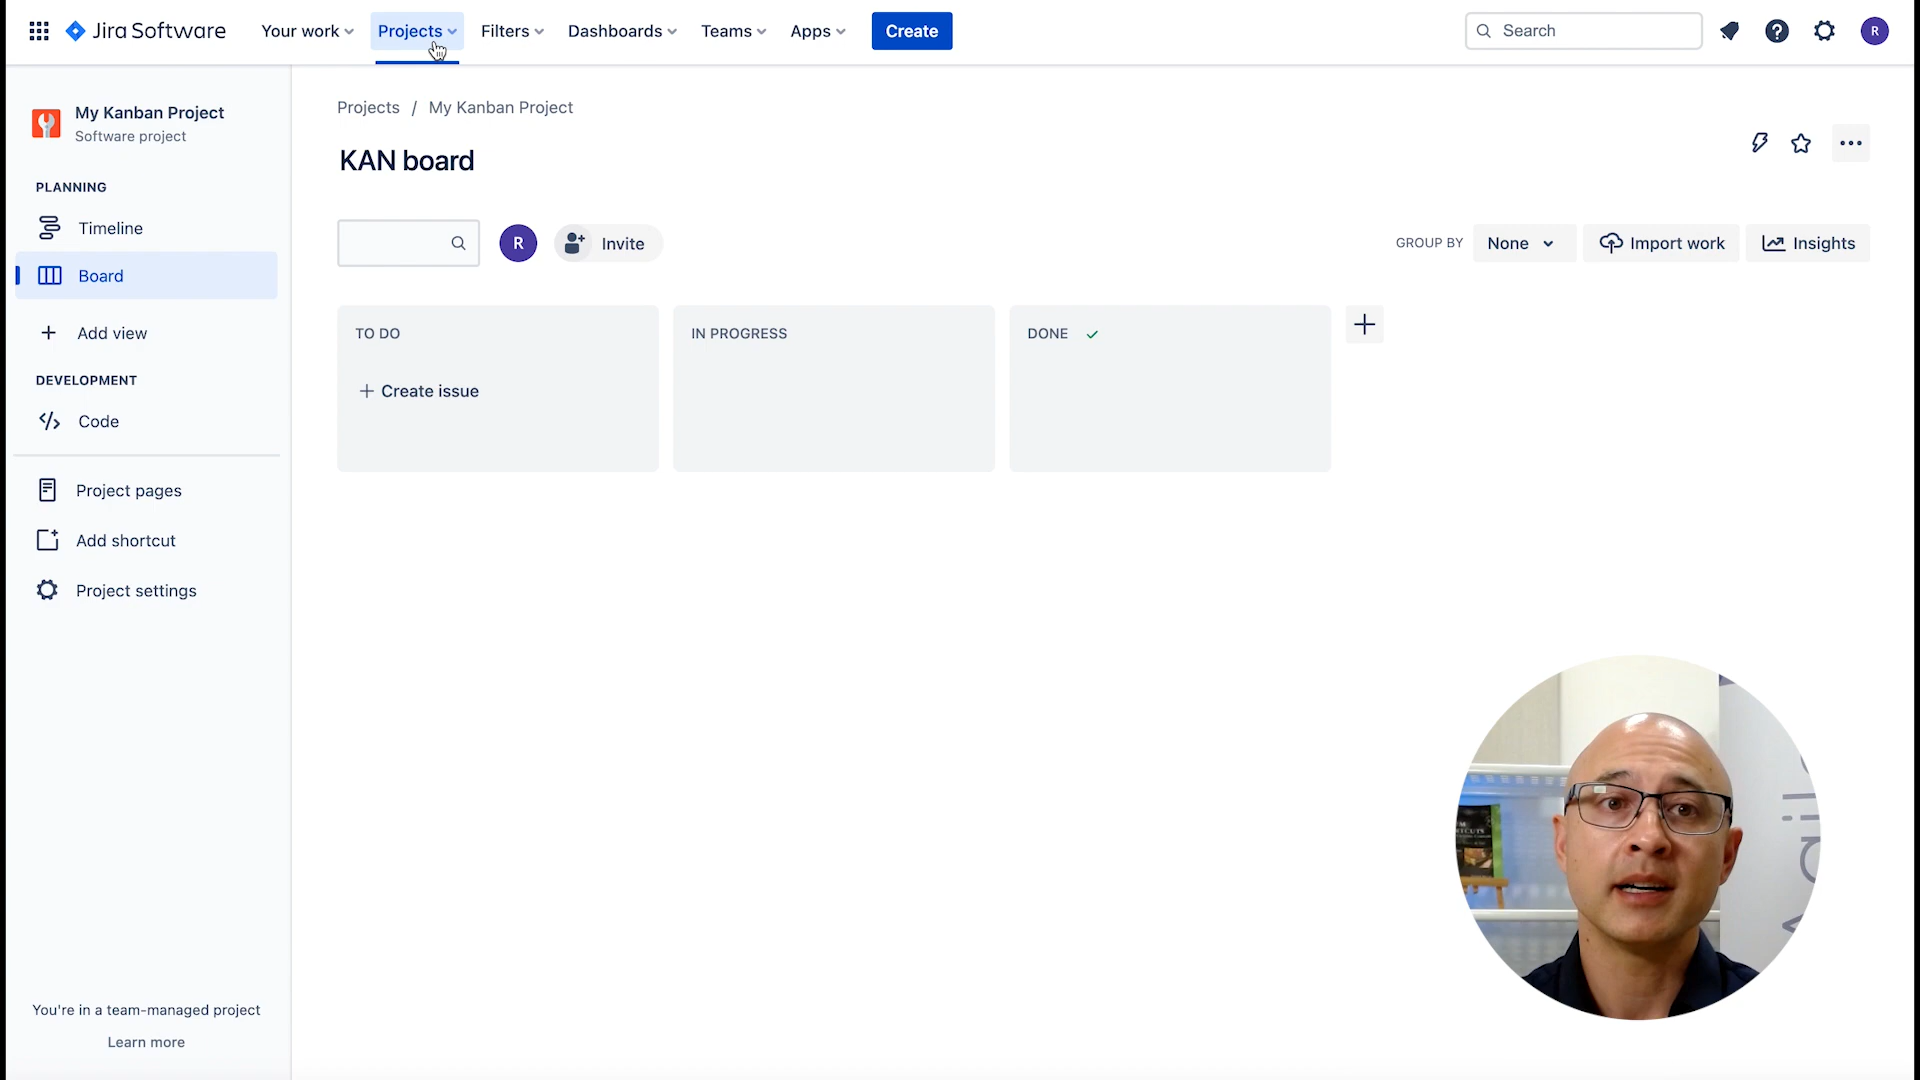 Jira Software
Your work
Projects
Filters
Dashboards
Teams
Apps
Create
Search
R
My Kanban Project
Software project
PLANNING
Timeline
Board
Add view
DEVELOPMENT
Code
Project pages
Add shortcut
Project settings
You're in a team-managed project
Learn more
Projects / My Kanban Project
KAN board
R
Invite
GROUP BY
None
Import work
Insights
TO DO
+ Create issue
IN PROGRESS
DONE